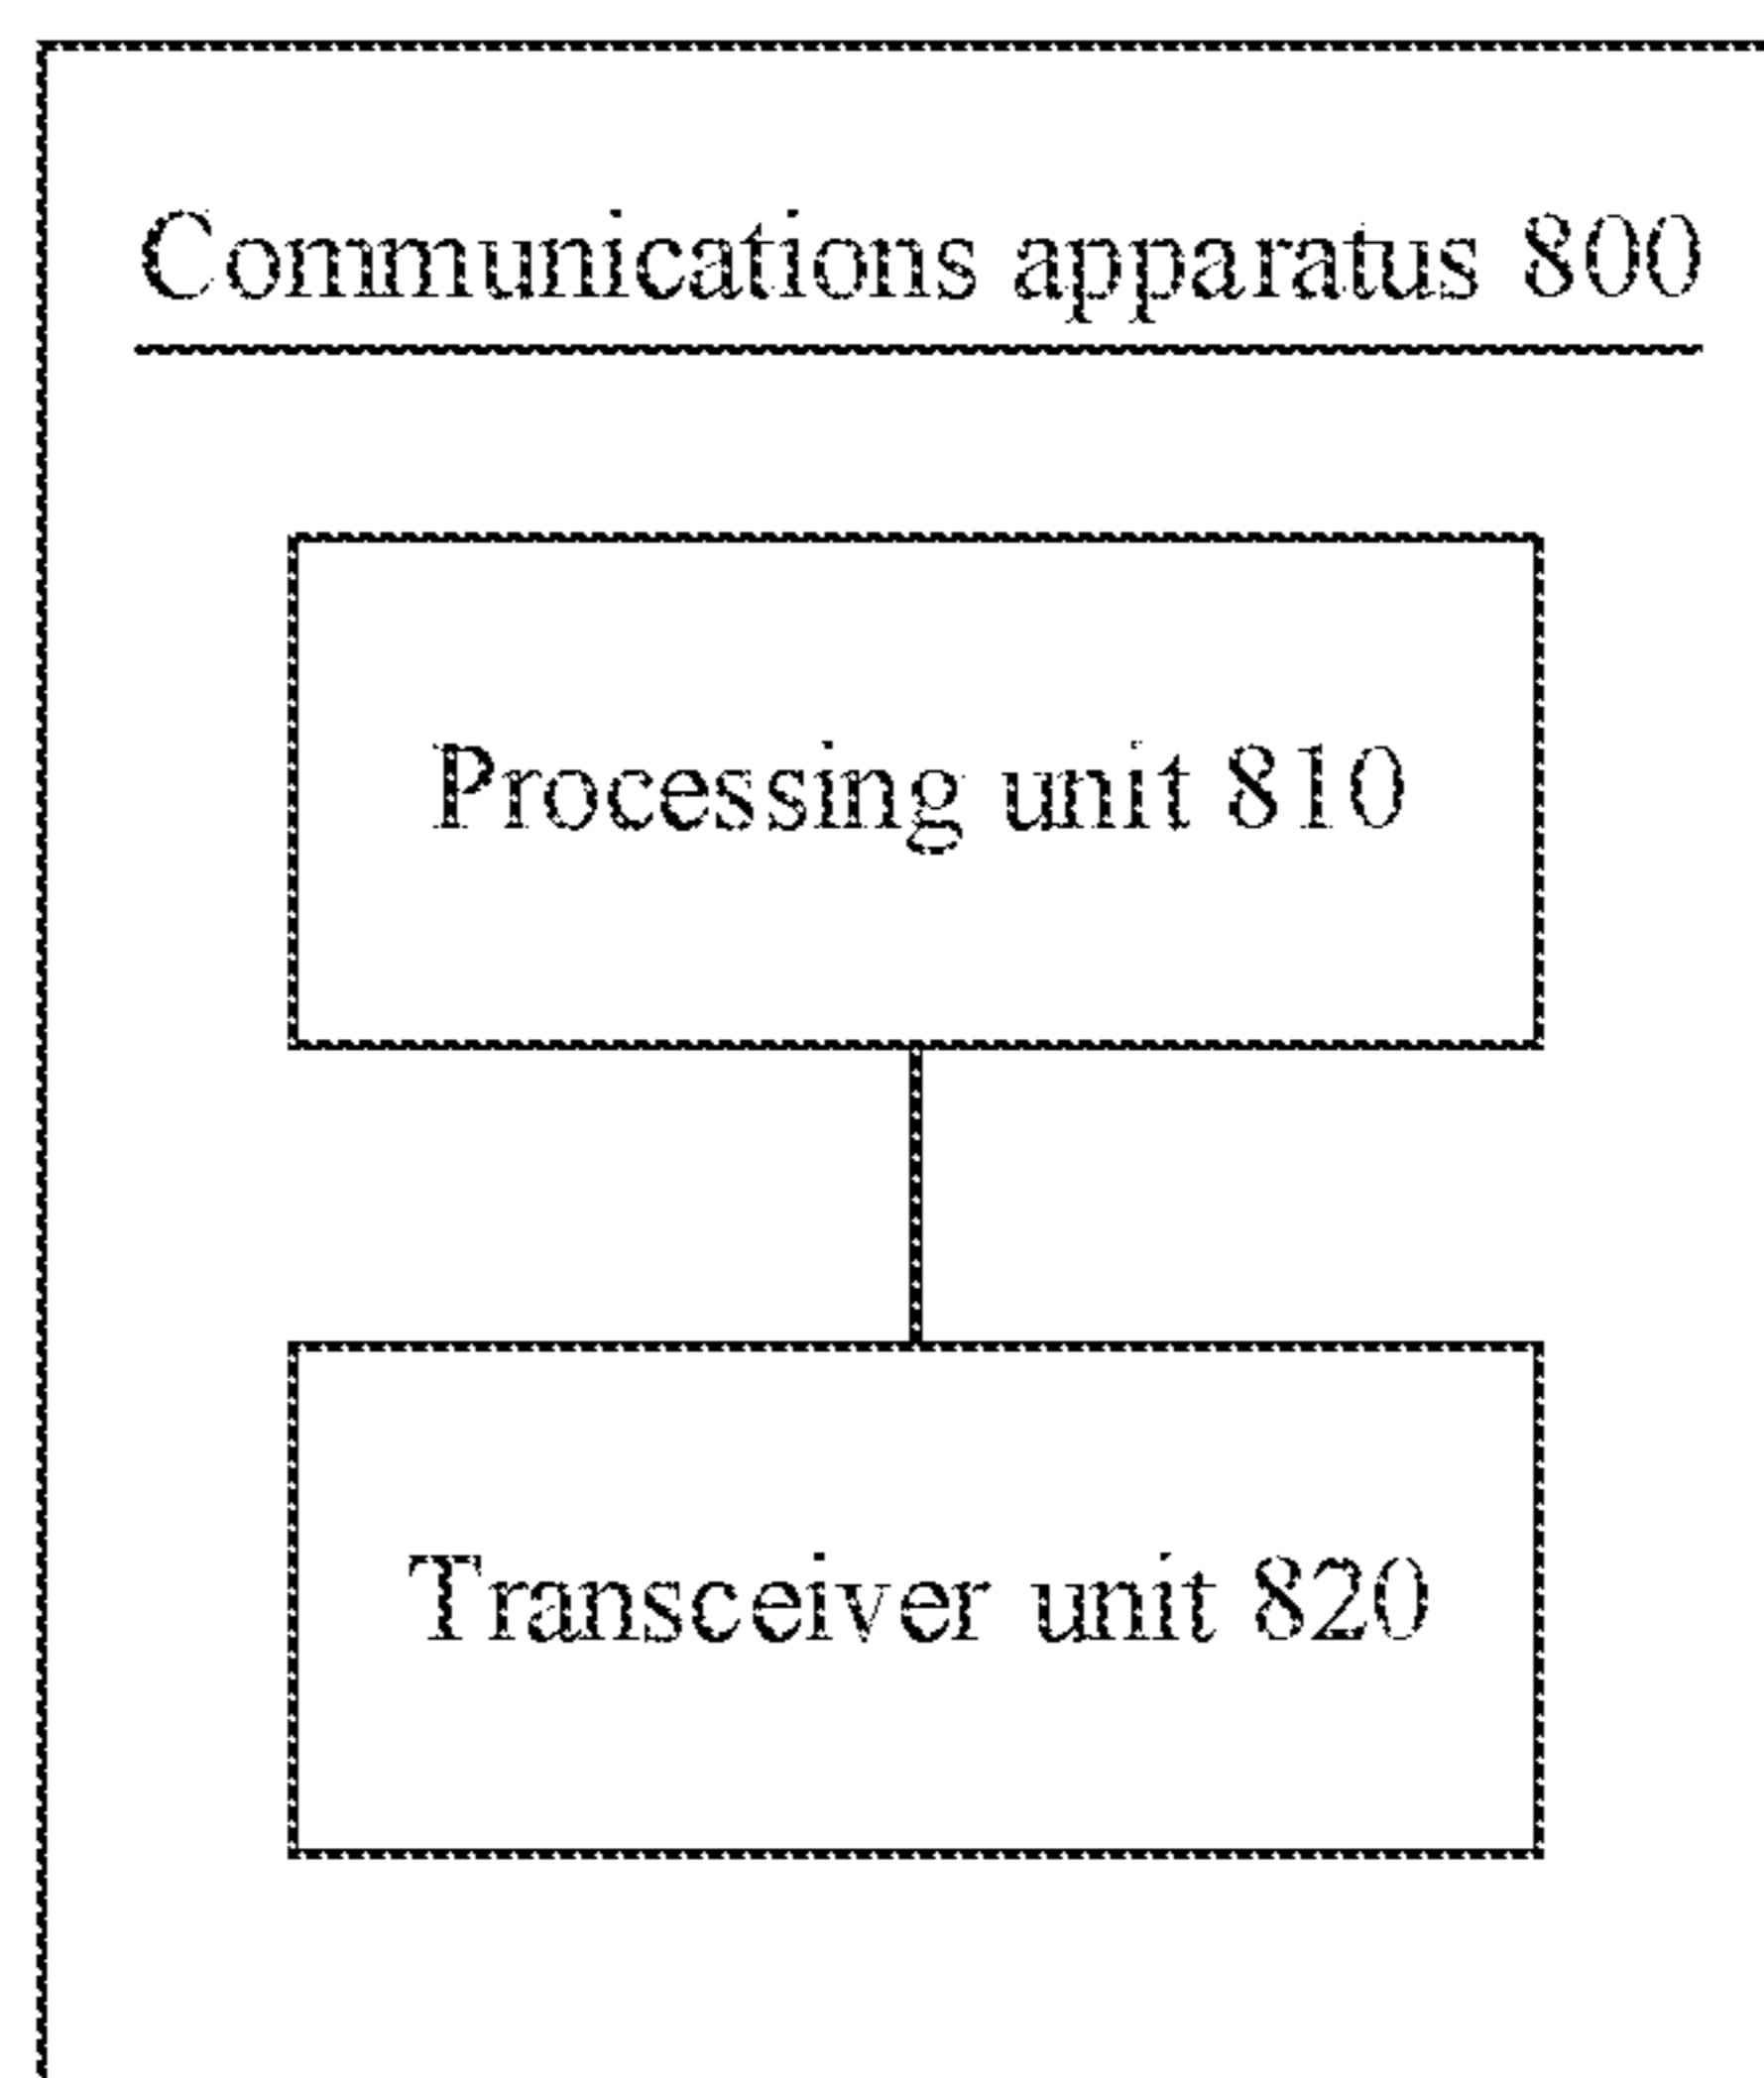 Communications apparatus 800
Processing unit 810
Transceiver unit 820